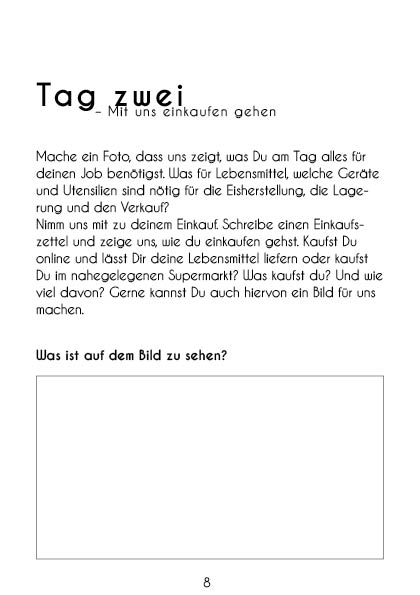 Tag zwei
– Mit uns einkaufen gehen
Mache ein Foto, dass uns zeigt, was Du am Tag alles für
deinen Job benötigst. Was für Lebensmittel, welche Geräte
und Utensilien sind nötig für die Eisherstellung, die Lage-
rung und den Verkauf?
Nimm uns mit zu deinem Einkauf. Schreibe einen Einkaufs-
zettel und zeige uns, wie du einkaufen gehst. Kaufst Du
online und lässt Dir deine Lebensmittel liefern oder kaufst
Du im nahegelegenen Supermarkt? Was kaufst du? Und wie
viel davon? Gerne kannst Du auch hiervon ein Bild für uns
machen.
Was ist auf dem Bild zu sehen?
8